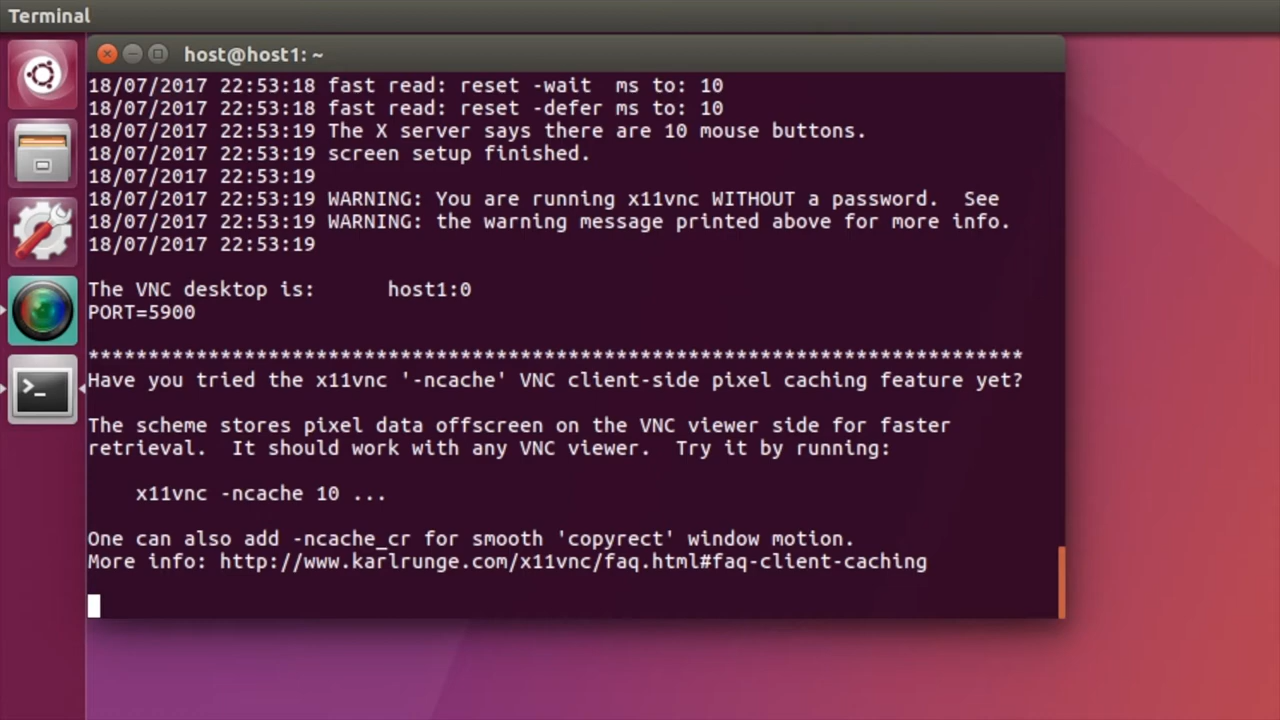 Terminal
host@host1: ~
18/07/2017 22:53:18 fast read: reset -wait  ms to: 10
18/07/2017 22:53:18 fast read: reset -defer ms to: 10
18/07/2017 22:53:19 The X server says there are 10 mouse buttons.
18/07/2017 22:53:19 screen setup finished.
18/07/2017 22:53:19
18/07/2017 22:53:19 WARNING: You are running x11vnc WITHOUT a password.  See
18/07/2017 22:53:19 WARNING: the warning message printed above for more info.
18/07/2017 22:53:19
The VNC desktop is:      host1:0
PORT=5900
******************************************************************************
Have you tried the x11vnc '-ncache' VNC client-side pixel caching feature yet?
The scheme stores pixel data offscreen on the VNC viewer side for faster
retrieval.  It should work with any VNC viewer.  Try it by running:
x11vnc -ncache 10 ...
One can also add -ncache_cr for smooth 'copyrect' window motion.
More info: http://www.karlrunge.com/x11vnc/faq.html#faq-client-caching
>_